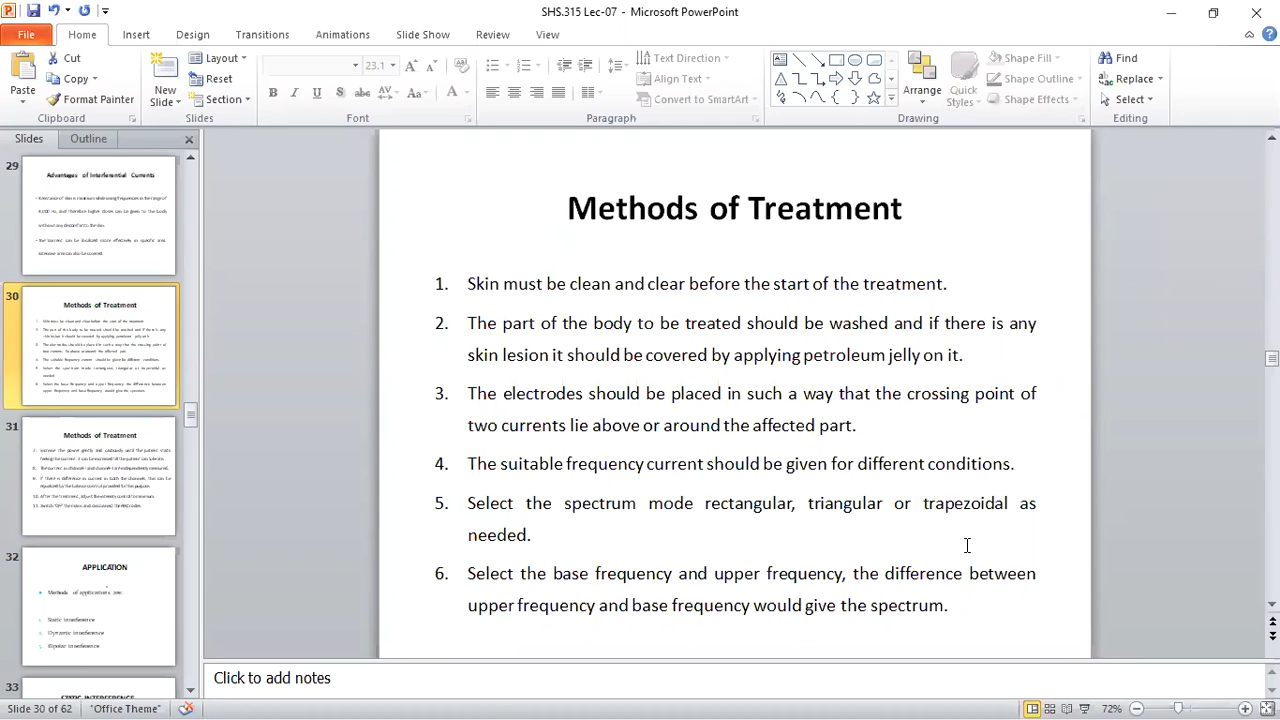 SHS.315 Lec-07 - Microsoft PowerPoint
File Home Insert Design Transitions Animations Slide Show Review View
Cut
Copy
Format Painter
Paste
Clipboard
New
Slide
Layout
Reset
Section
Slides
23.1
Font
Text Direction
Align Text
Convert to SmartArt
Paragraph
Arrange
Quick
Styles
Shape Fill
Shape Outline
Shape Effects
Drawing
Find
Replace
Select
Editing
Slides Outline
29
Advantages of Interferential Currents
30
Methods of Treatment
31
Methods of Treatment
32
APPLICATION
Methods of applications are:
Static interference
Dynamic interference
Bipolar interference
33
STATIC INTERFERENCE
Methods of Treatment
1. Skin must be clean and clear before the start of the treatment.
2. The part of the body to be treated should be washed and if there is any
skin lesion it should be covered by applying petroleum jelly on it.
3. The electrodes should be placed in such a way that the crossing point of
two currents lie above or around the affected part.
4. The suitable frequency current should be given for different conditions.
5. Select the spectrum mode rectangular, triangular or trapezoidal as
needed.
6. Select the base frequency and upper frequency, the difference between
upper frequency and base frequency would give the spectrum.
Click to add notes
Slide 30 of 62 "Office Theme" 72%